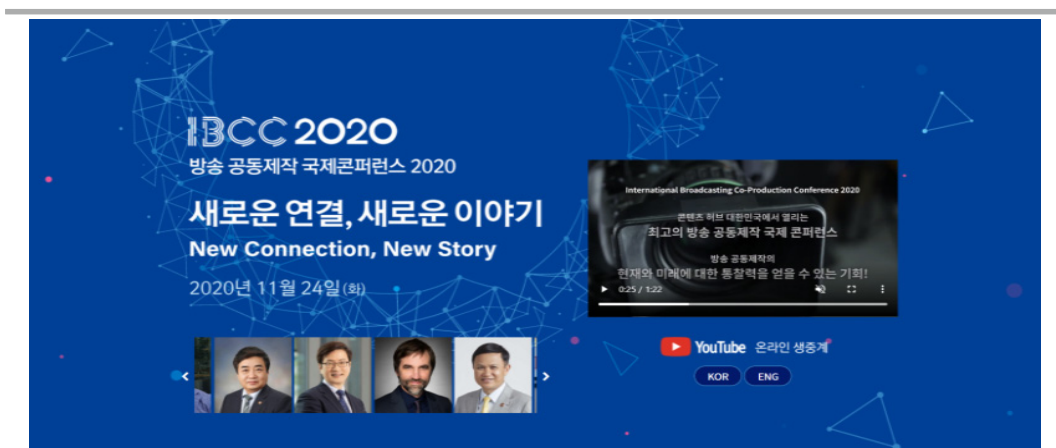 IBCC 2020
방송 공동제작 국제콘퍼런스 2020
새로운 연결, 새로운 이야기
New Connection, New Story
2020년 11월 24일(화)
International Broadcasting Co-Production Conference 2020
콘텐츠 허브 대한민국에서 열리는
최고의 방송 공동제작 국제 콘퍼런스
방송 공동제작의
현재와 미래에 대한 통찰력을 얻을 수 있는 기회!
0:25 / 1:22
YouTube 온라인 생중계
KOR ENG